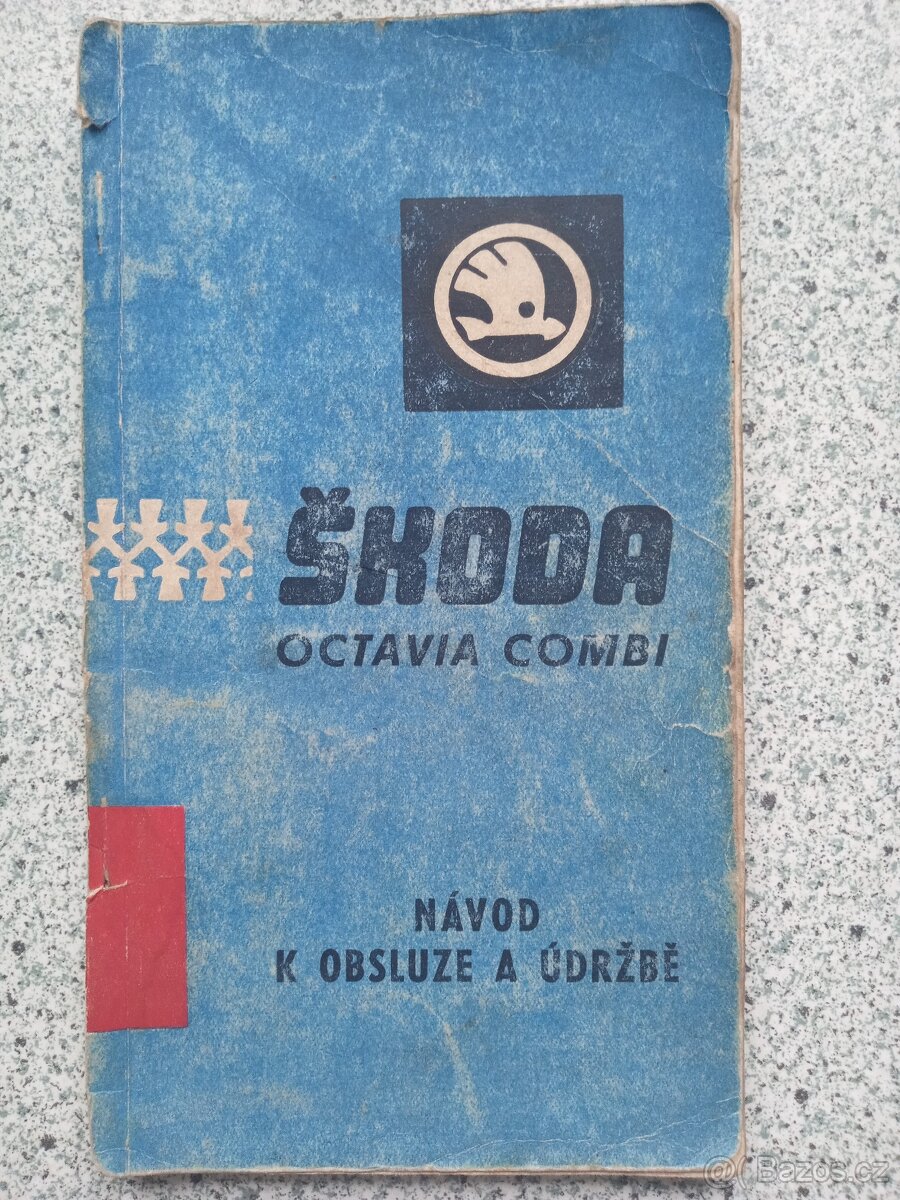 ŠKODA
OCTAVIA COMBI
NÁVOD
K OBSLUZE A ÚDRŽBĚ
@ Bazos.cz